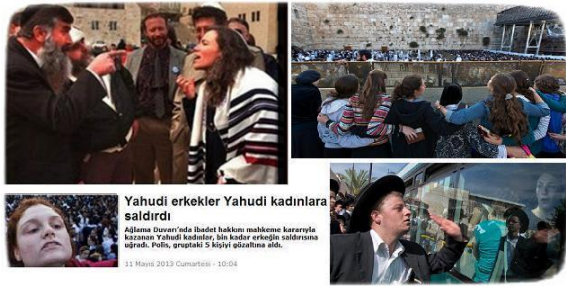 Yahudi erkekler Yahudi kadınlara
saldırdı
Ağlama Duvarı'nda ibadet hakkını mahkeme kararıyla
kazanan Yahudi kadınlar, bin kadar erkeğin saldırısına
uğradı. Polis, gruptaki 5 kişiyi gözaltına aldı.
11 Mayıs 2013 Cumartesi - 10:04